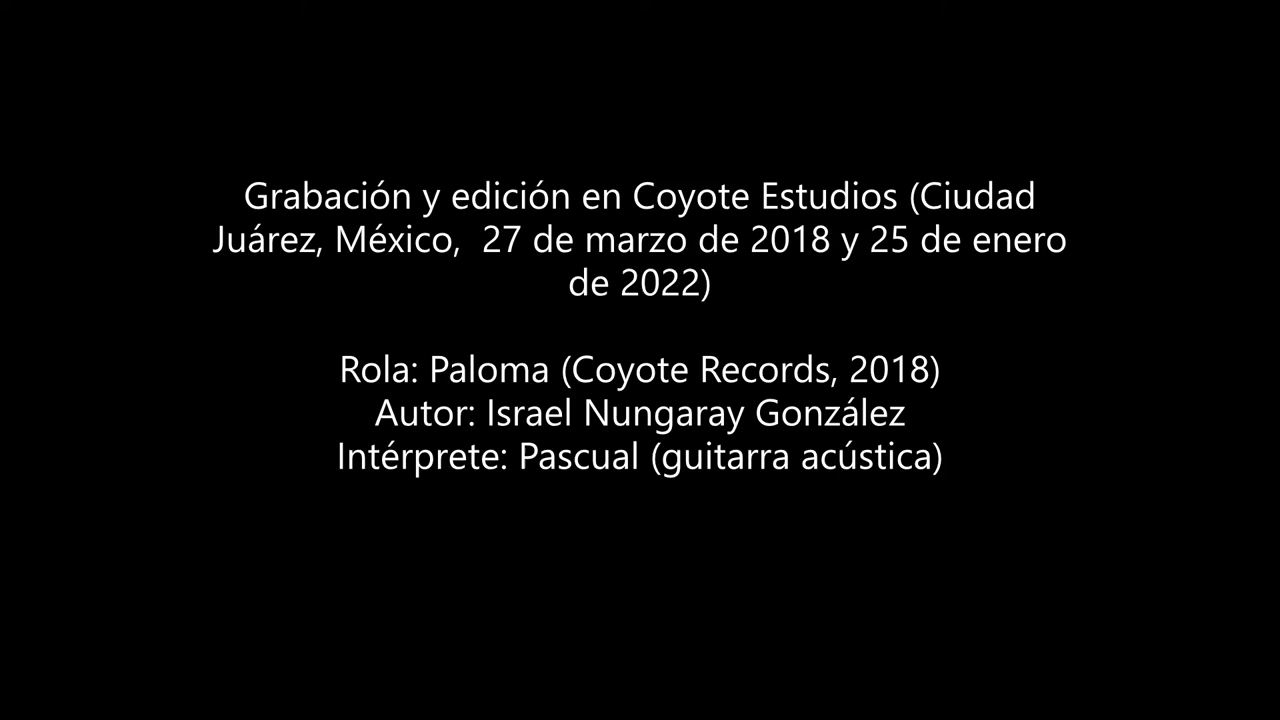 Grabación y edición en Coyote Estudios (Ciudad
Juárez, México,  27 de marzo de 2018 y 25 de enero
de 2022)
Rola: Paloma (Coyote Records, 2018)
Autor: Israel Nungaray González
Intérprete: Pascual (guitarra acústica)